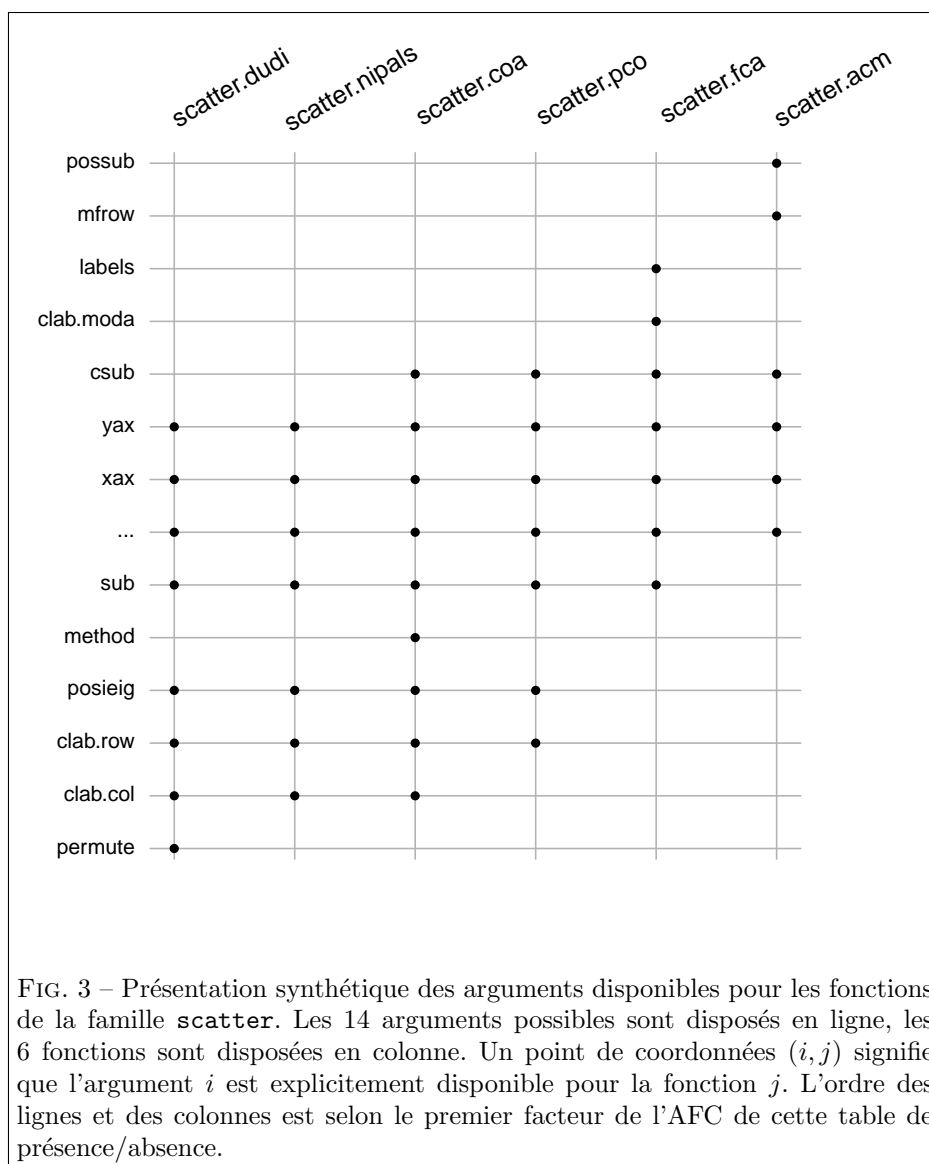 scatter.dudi scatter.nipals scatter.coa scatter.pco scatter.fca scatter.acm
possub
mfrow
labels
clab.moda
csub
yax
xax
...
sub
method
posieig
clab.row
clab.col
permute
FIG. 3 – Présentation synthétique des arguments disponibles pour les fonctions
de la famille scatter. Les 14 arguments possibles sont disposés en ligne, les
6 fonctions sont disposées en colonne. Un point de coordonnées (i, j) signifie
que l'argument i est explicitement disponible pour la fonction j. L'ordre des
lignes et des colonnes est selon le premier facteur de l'AFC de cette table de
présence/absence.